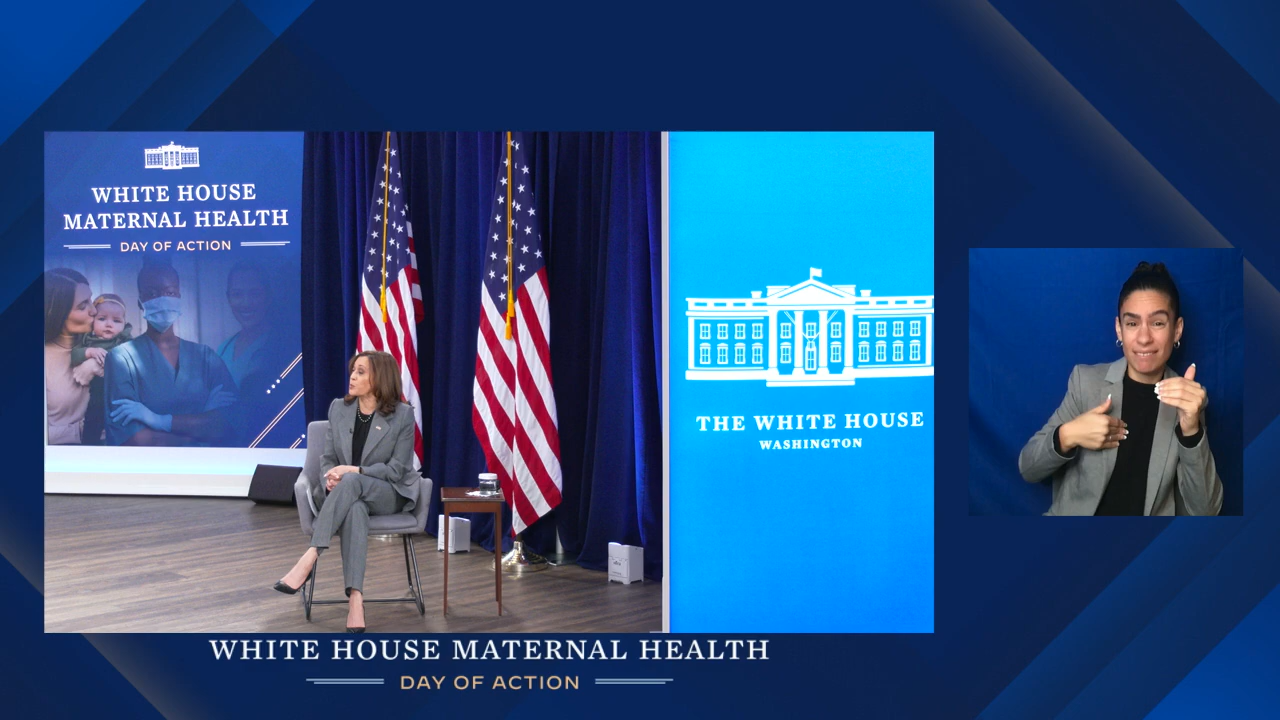 WHITE HOUSE
MATERNAL HEALTH
DAY OF ACTION
THE WHITE HOUSE
WASHINGTON
WHITE HOUSE MATERNAL HEALTH
DAY OF ACTION